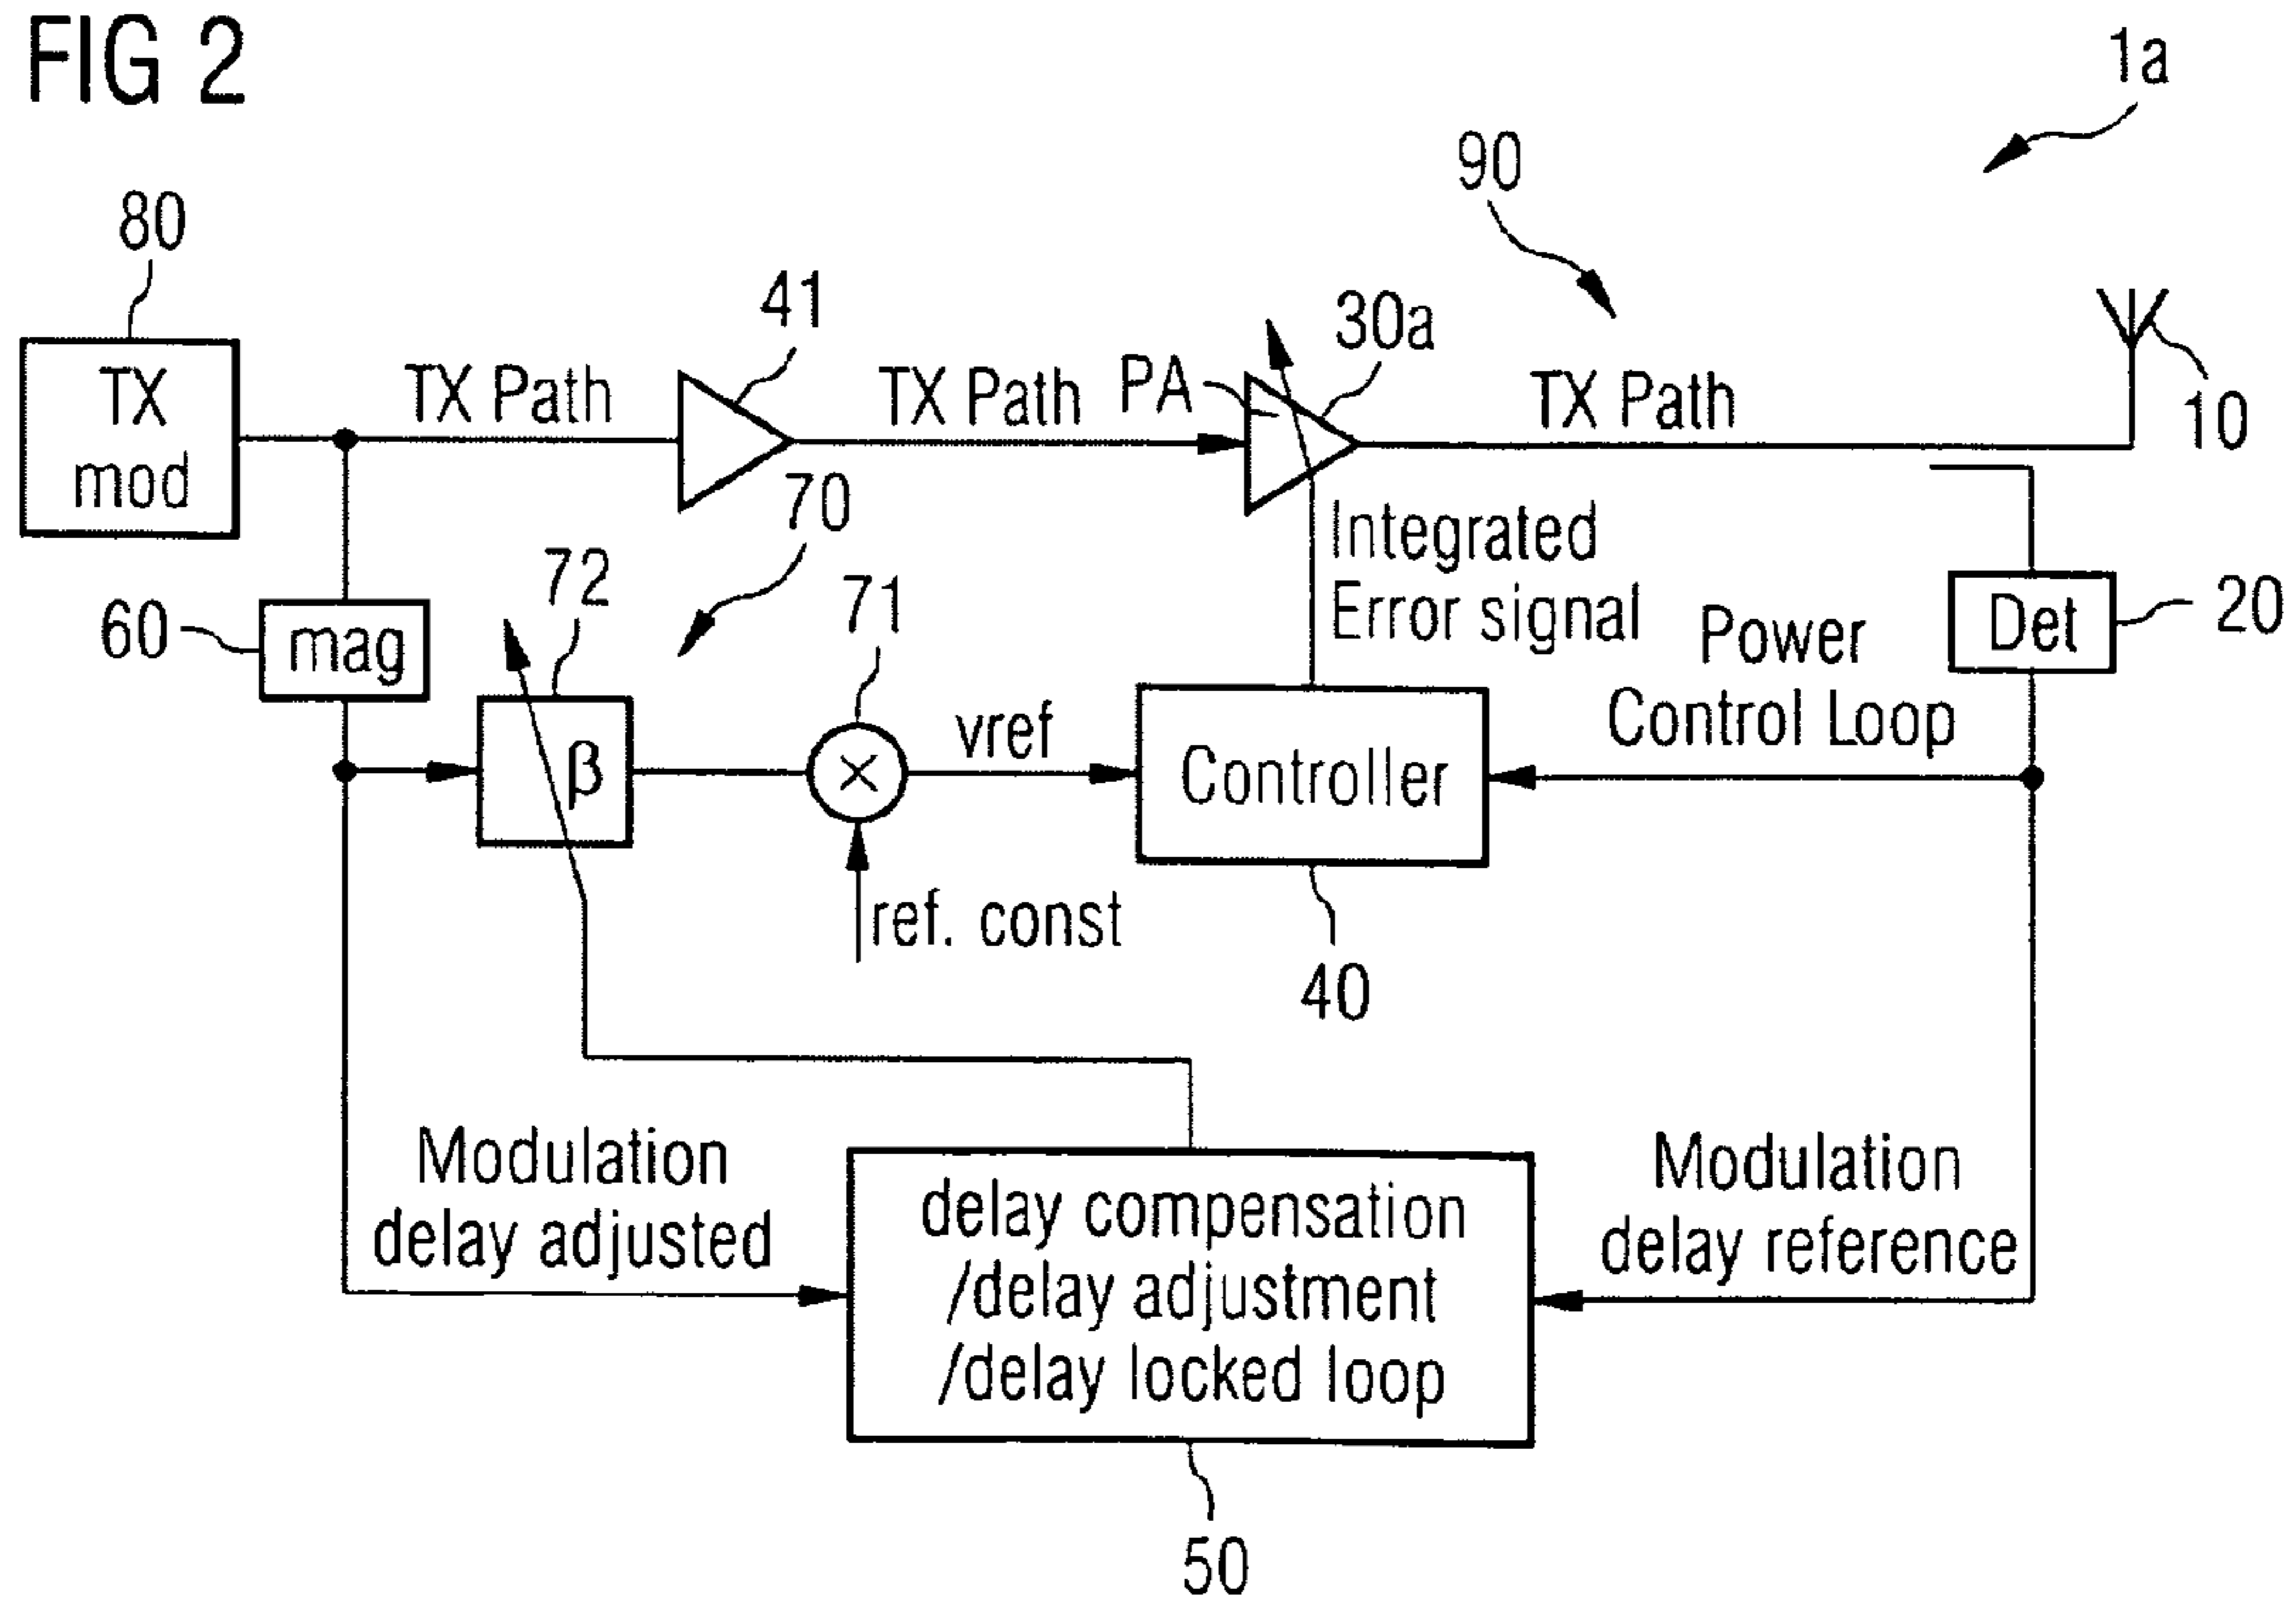 FIG 2
1a
90
80
41
30a
TX
mod
TX Path
TX Path
PA
TX Path
10
70
72
71
60
mag
Integrated
Error signal
Power
Control Loop
Det
20
β
×
vref
Controller
ref. const
40
Modulation
delay adjusted
delay compensation
/delay adjustment
/delay locked loop
Modulation
delay reference
50